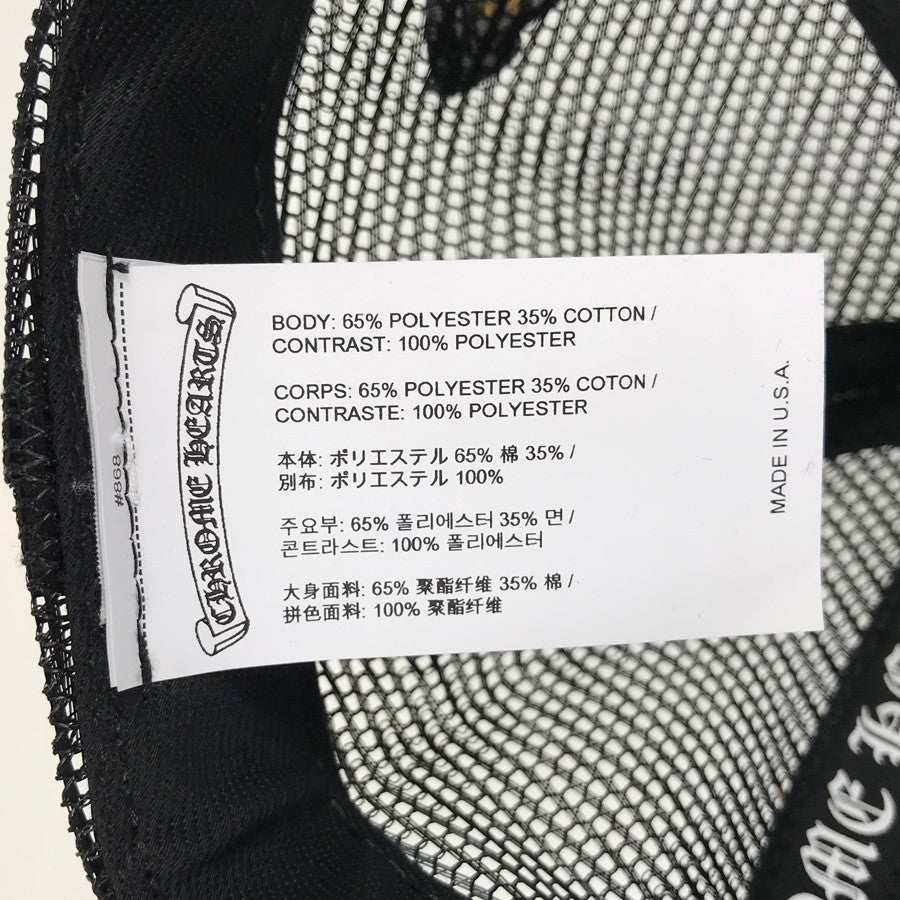 BODY: 65% POLYESTER 35% COTTON /
CONTRAST: 100% POLYESTER
CORPS: 65% POLYESTER 35% COTON /
CONTRASTE: 100% POLYESTER
本体: ポリエステル 65% 棉 35% /
別布: ポリエステル 100%
주요부: 65% 폴리에스터 35% 면 /
콘트라스트: 100% 폴리에스터
大身面料: 65% 聚酯纤维 35% 棉 /
拼色面料: 100% 聚酯纤维
MADE IN U.S.A.
CHROME HEARTS
#898